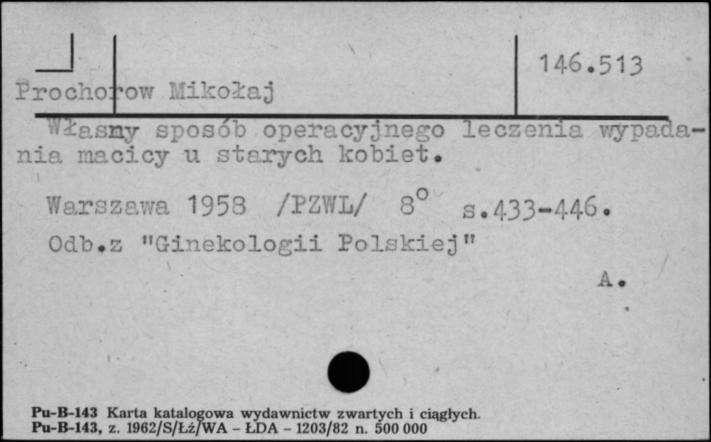 146.513
Prochorow Mikołaj
Własny sposób operacyjnego leczenia wypada-
nia macicy u starych kobiet.
Warszawa 1958 /PZWL/ 8° s.433-446.
Odb.z "Ginekologii Polskiej"
A.
Pu-B-143 Karta katalogowa wydawnictw zwartych i ciągłych.
Pu-B-143, z. 1962/S/Łź/WA - ŁDA - 1203/82 n. 500 000